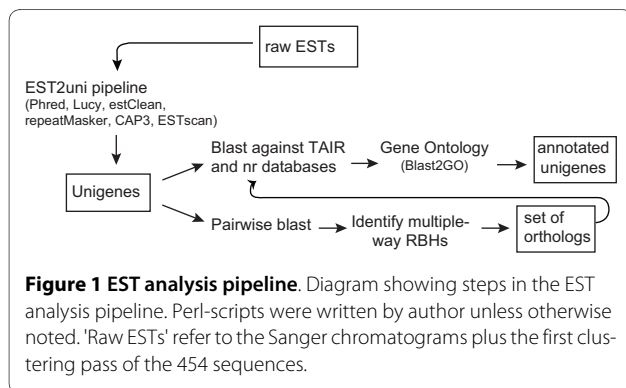 raw ESTs
EST2uni pipeline
(Phred, Lucy, estClean,
repeatMasker, CAP3, ESTscan)
Unigenes
Blast against TAIR
and nr databases
Gene Ontology
(Blast2GO)
annotated
unigenes
Pairwise blast
Identify multiple-
way RBHs
set of
orthologs
Figure 1 EST analysis pipeline. Diagram showing steps in the EST
analysis pipeline. Perl-scripts were written by author unless otherwise
noted. 'Raw ESTs' refer to the Sanger chromatograms plus the first clus-
tering pass of the 454 sequences.